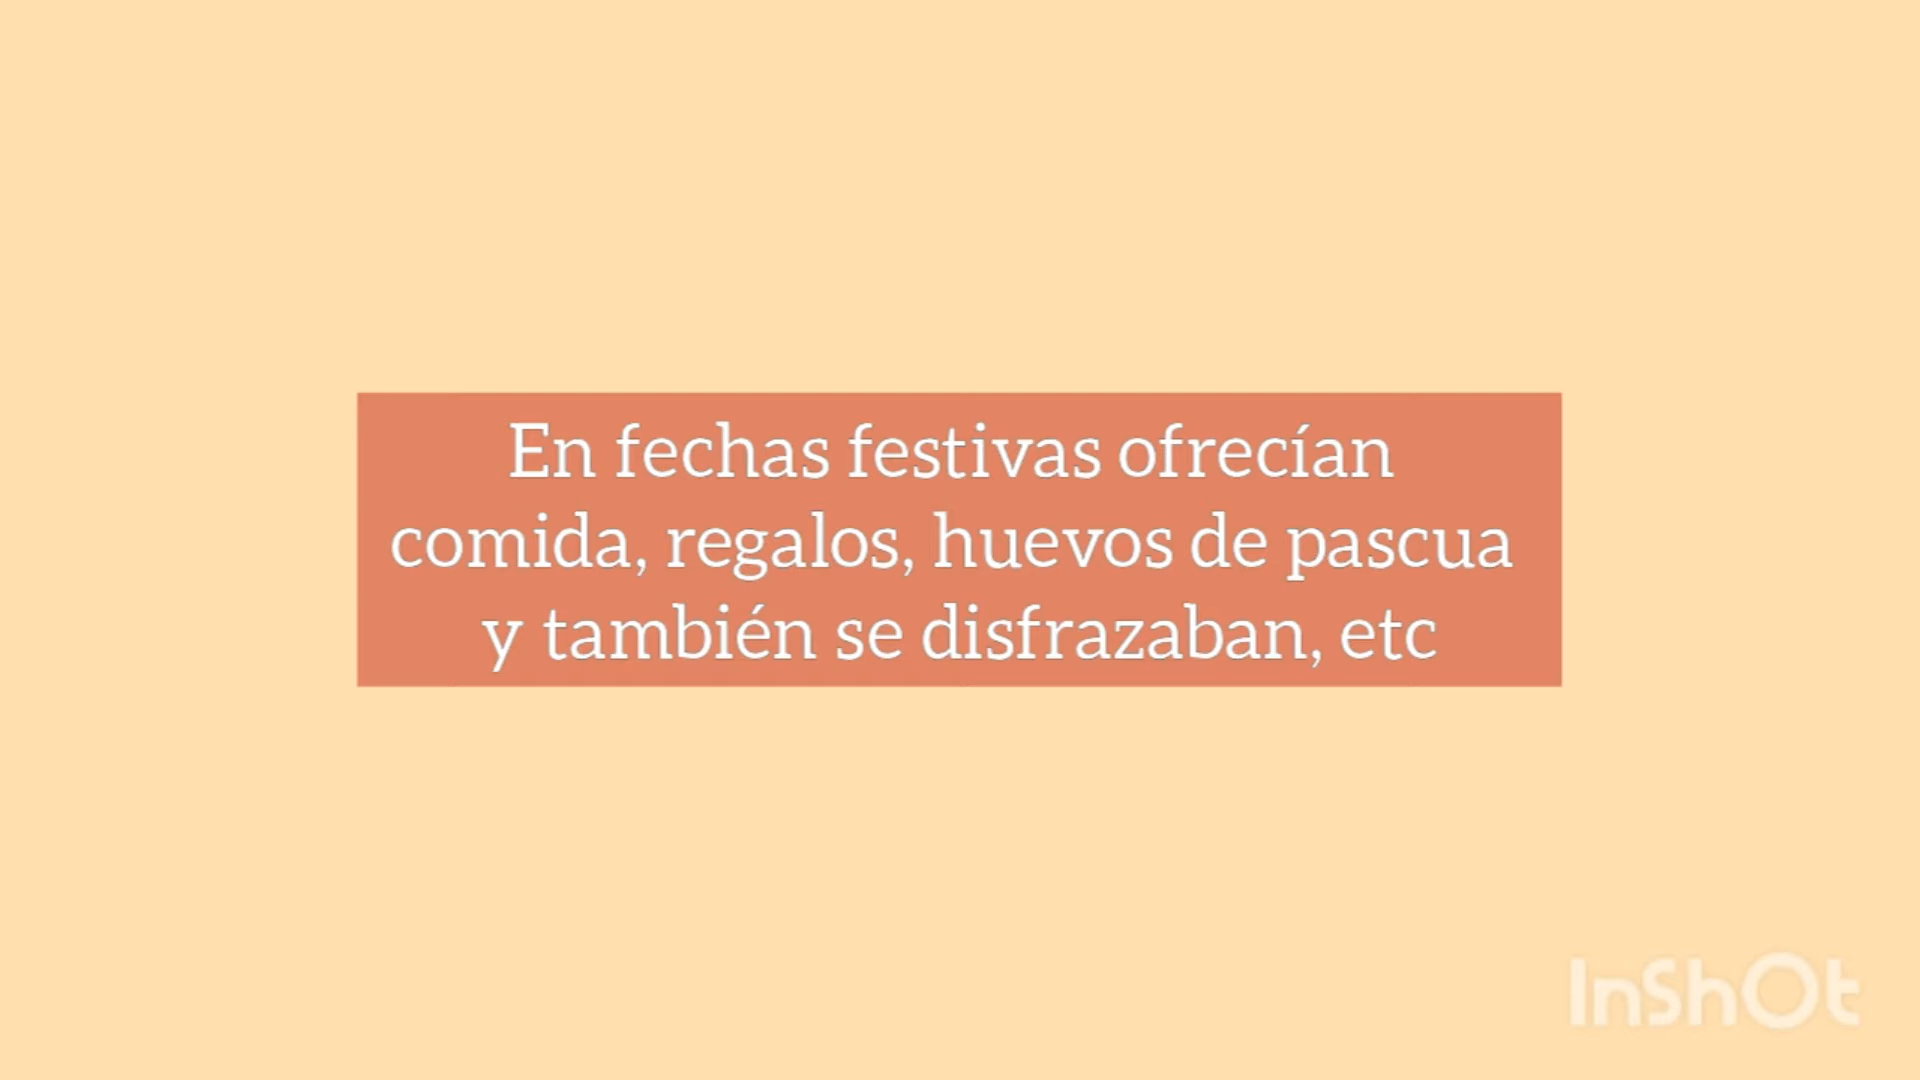 En fechas festivas ofrecían
comida, regalos, huevos de pascua
y también se disfrazaban, etc
InShOt